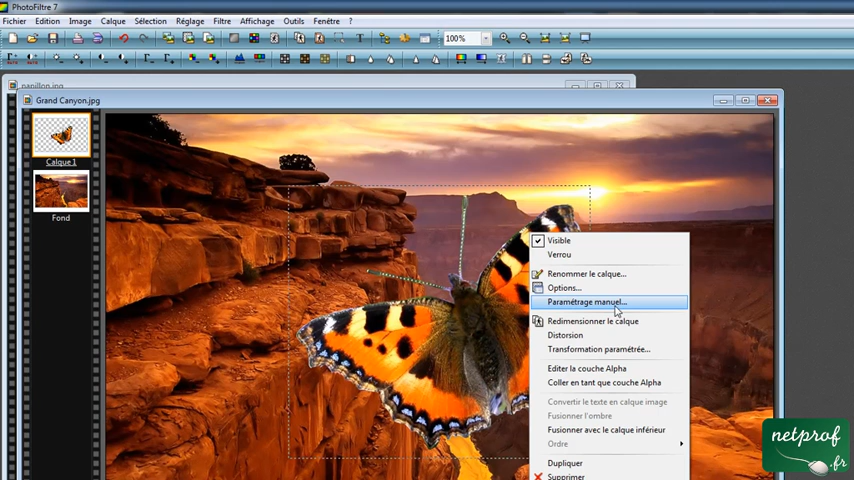 PhotoFiltre 7
Fichier Edition Image Calque Sélection Réglage Filtre Affichage Outils Fenêtre ?
100%
papillon.jpg
Grand Canyon.jpg
Calque 1
Fond
Visible
Verrou
Renommer le calque...
Options...
Paramétrage manuel...
Redimensionner le calque
Distorsion
Transformation paramétrée...
Editer la couche Alpha
Coller en tant que couche Alpha
Convertir le texte en calque image
Fusionner l'ombre
Fusionner avec le calque inférieur
Ordre
Dupliquer
Supprimer
netprof
.fr